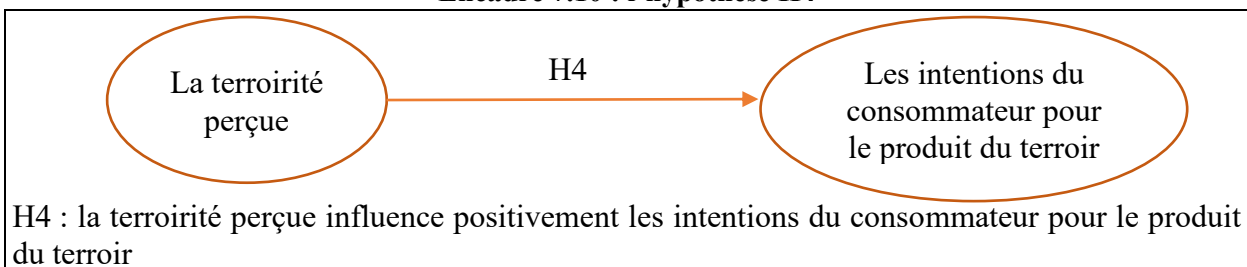 H4
La terroirité
perçue
Les intentions du
consommateur pour
le produit du terroir
H4 : la terroirité perçue influence positivement les intentions du consommateur pour le produit
du terroir